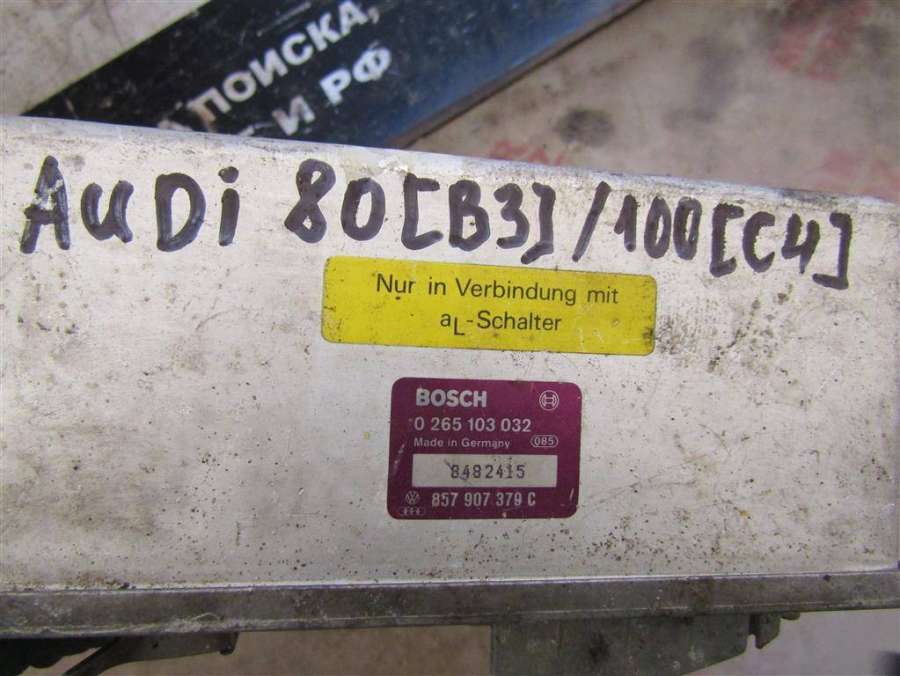 ПОИСКА,
И РФ
AuDi 80[B3]/100[C4]
Nur in Verbindung mit
aL-Schalter
BOSCH
0 265 103 032
Made in Germany 085
8482415
857 907 379 C